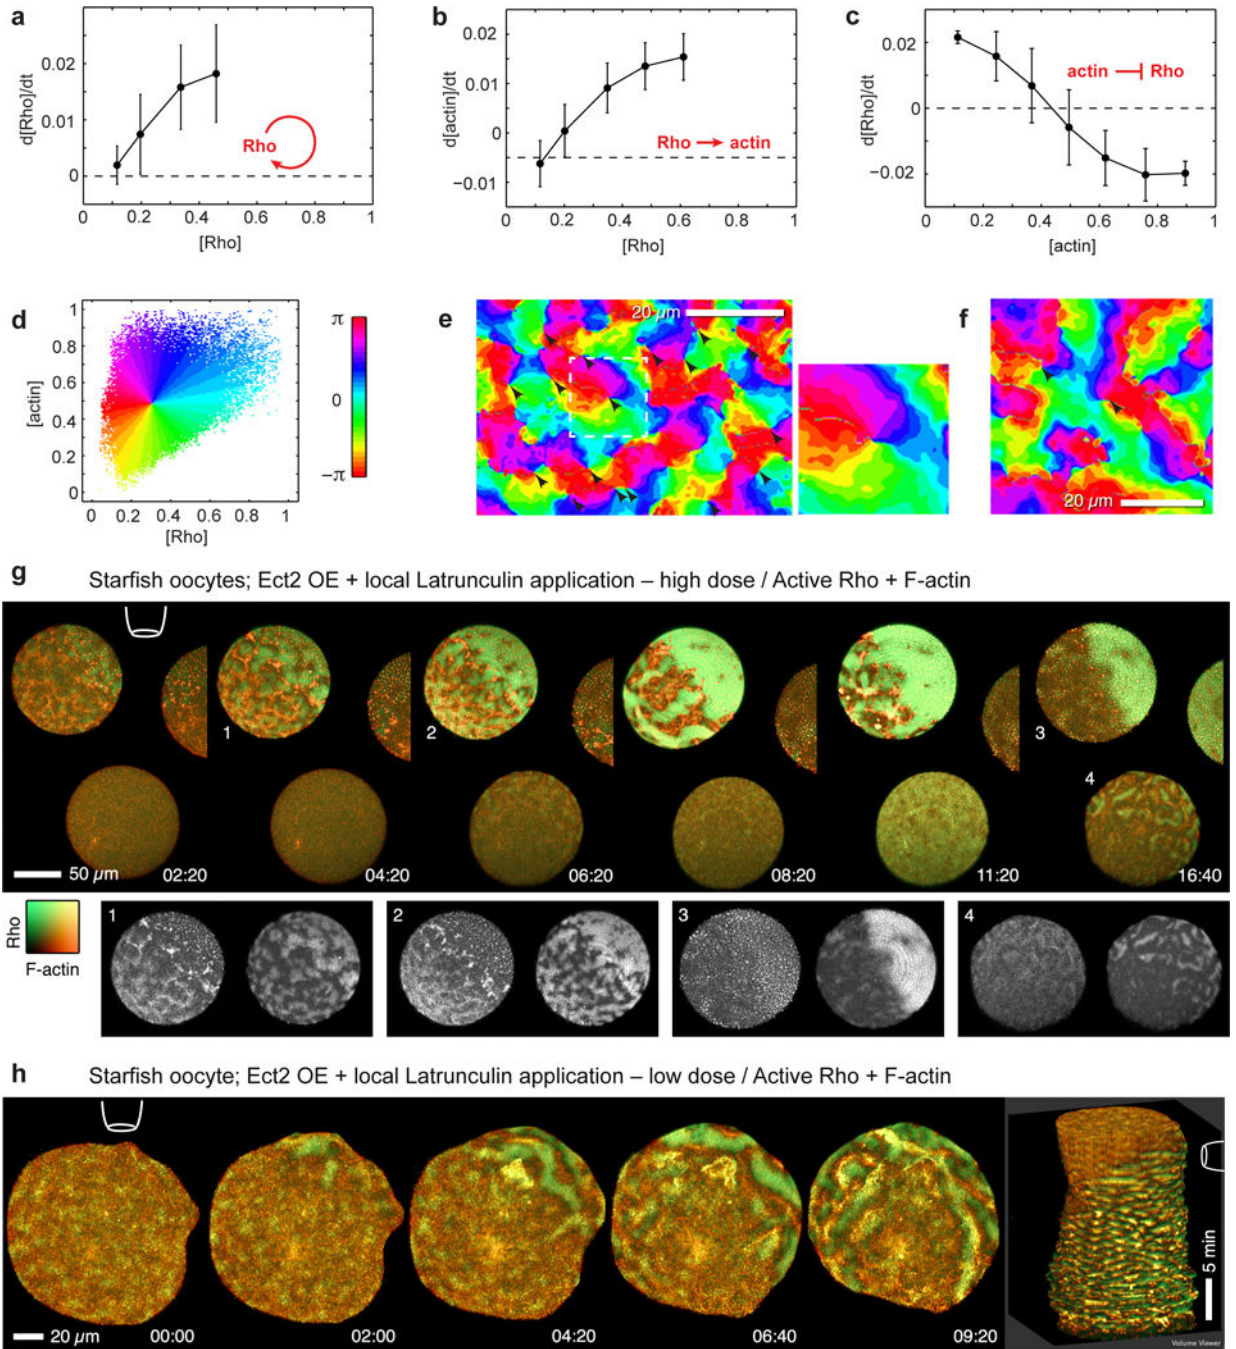 a
b
c
0.02
0.01
0
d[Rho]/dt
Rho
0 0.2 0.4 0.6 0.8 1
[Rho]
0.02
0.01
0
−0.01
d[actin]/dt
Rho → actin
0 0.2 0.4 0.6 0.8 1
[Rho]
0.02
0
−0.02
d[Rho]/dt
actin ⊣ Rho
0 0.2 0.4 0.6 0.8 1
[actin]
d
1
0.8
0.6
0.4
0.2
0
[actin]
0 0.2 0.4 0.6 0.8 1
[Rho]
π
0
−π
e
20 µm
f
20 µm
g Starfish oocytes; Ect2 OE + local Latrunculin application – high dose / Active Rho + F-actin
1
2
3
4
50 µm
02:20
04:20
06:20
08:20
11:20
16:40
Rho
F-actin
1
2
3
4
h Starfish oocyte; Ect2 OE + local Latrunculin application – low dose / Active Rho + F-actin
20 µm
00:00
02:00
04:20
06:40
09:20
5 min
Volume Viewer